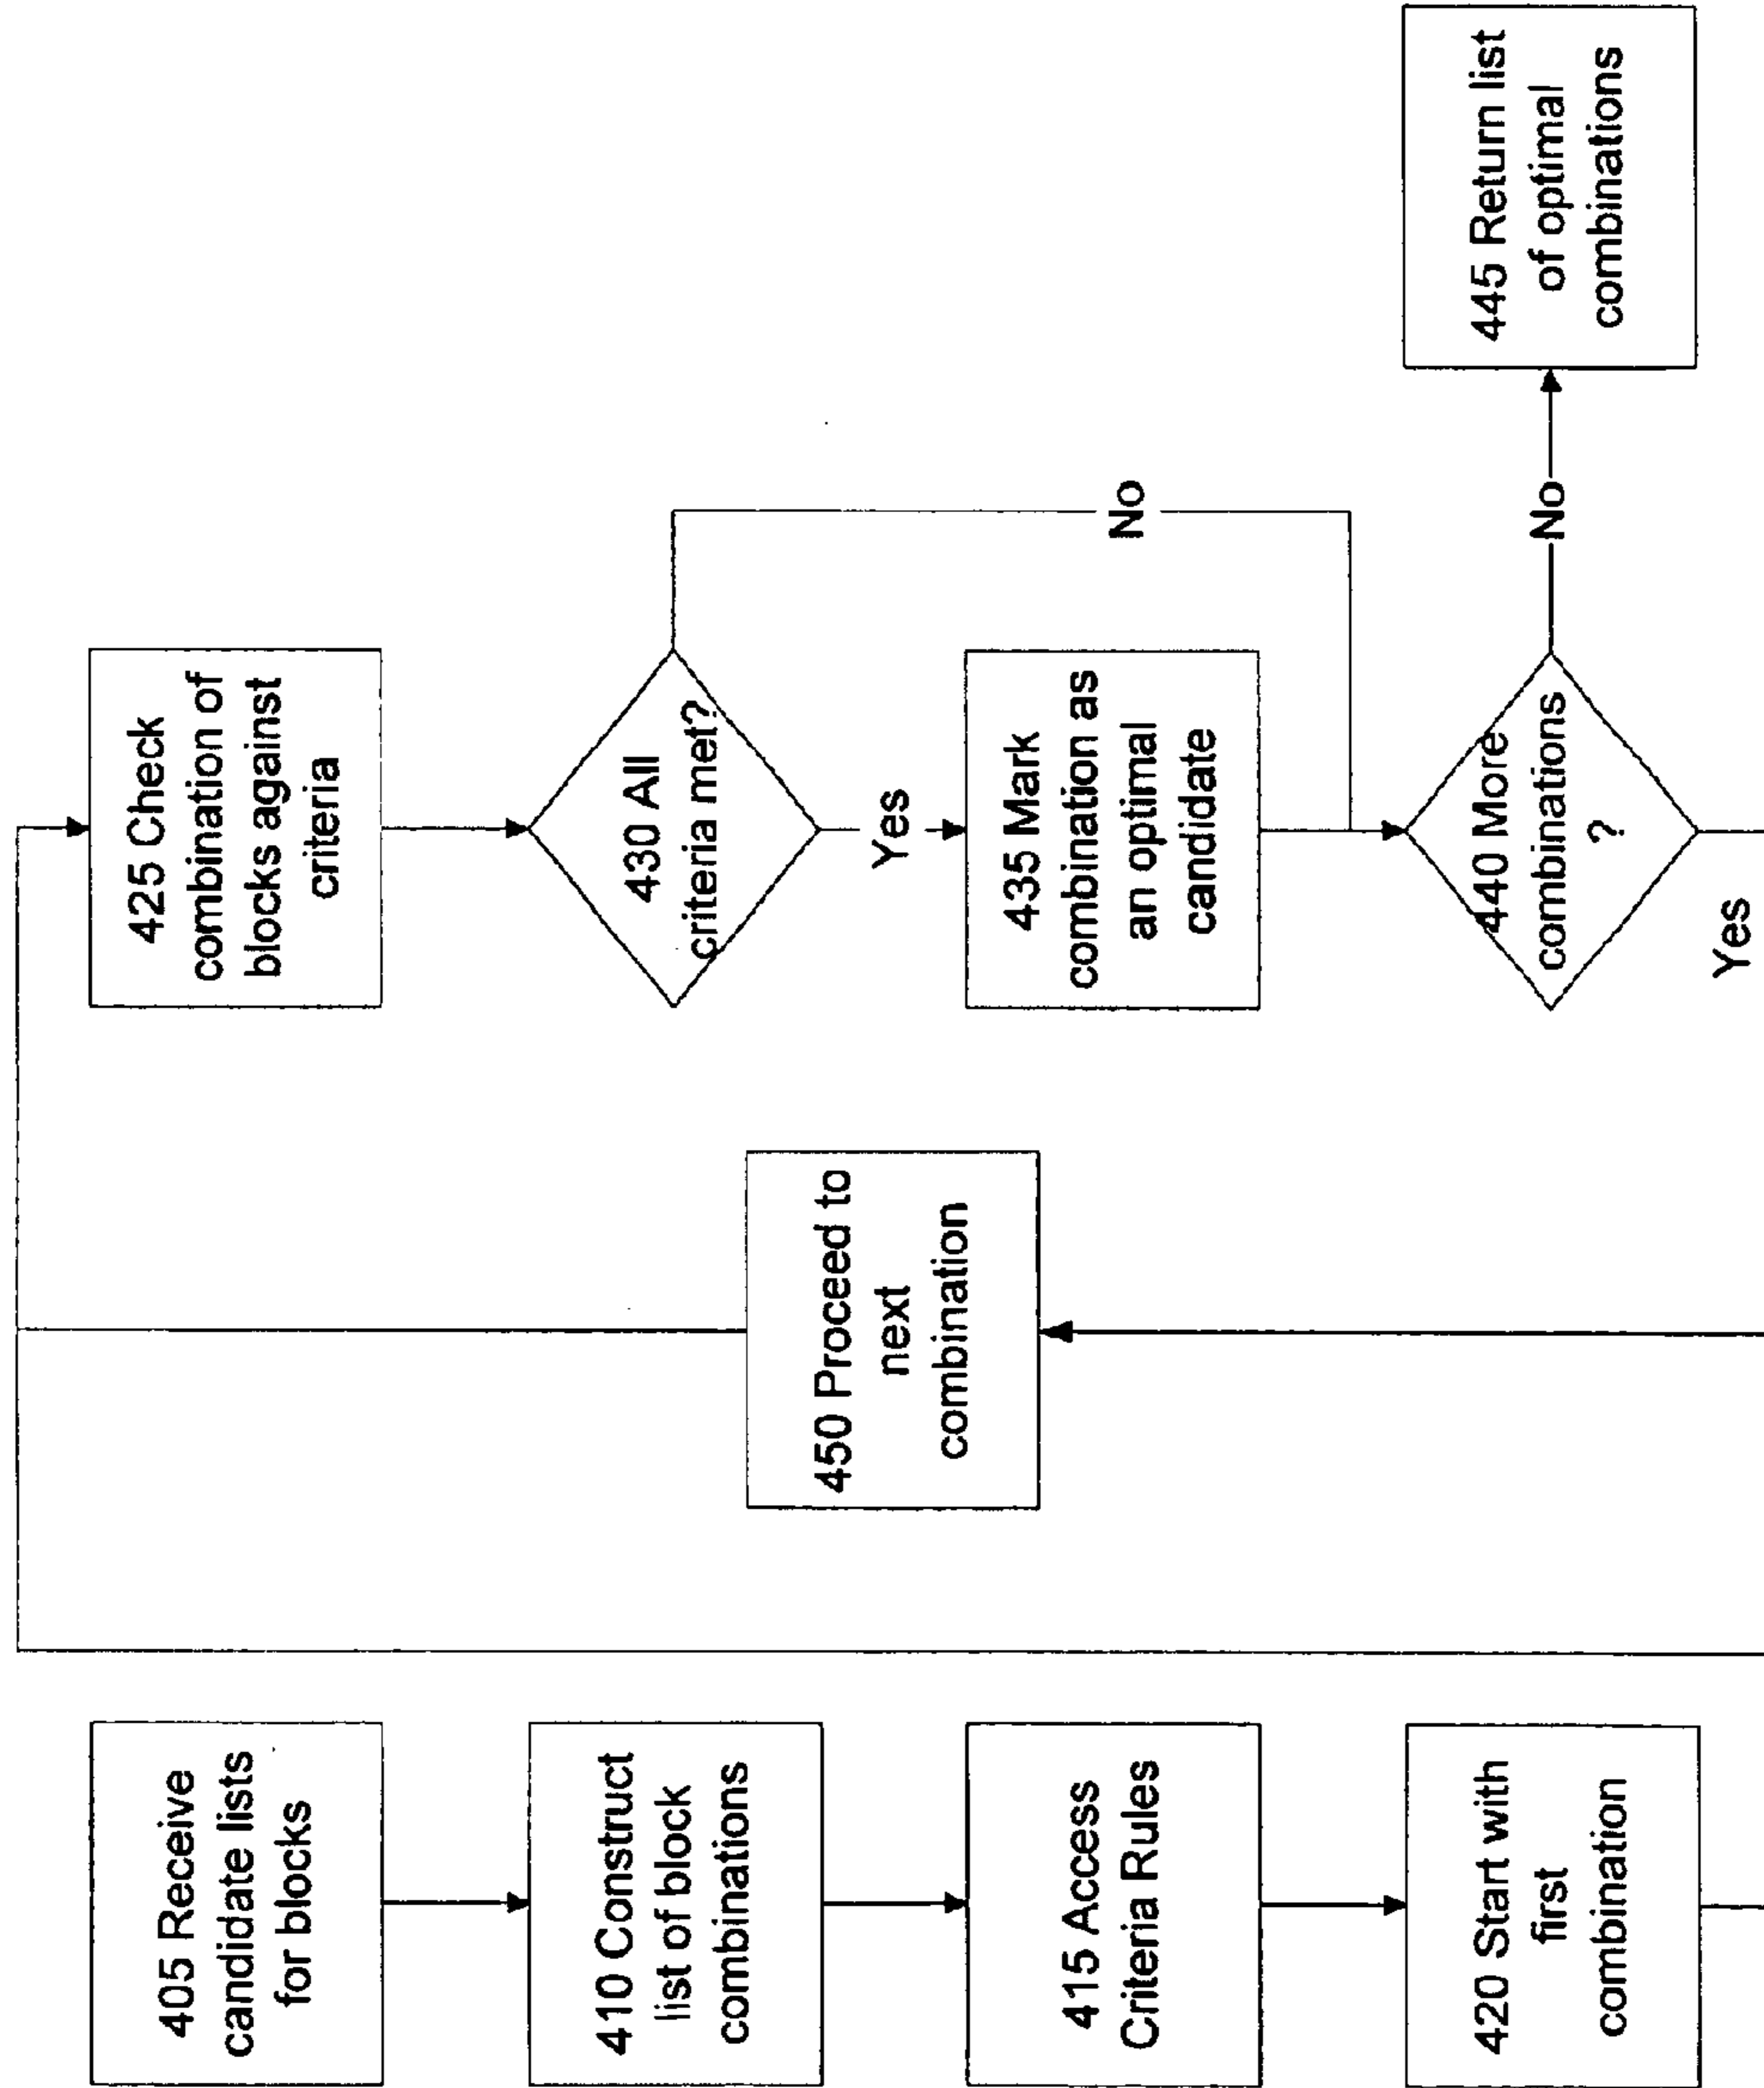 405 Receive
candidate lists
for blocks
410 Construct
list of block
combinations
415 Access
Criteria Rules
420 Start with
first
combination
450 Proceed to
next
combination
425 Check
combination of
blocks against
criteria
430 All
criteria met?
Yes
No
435 Mark
combination as
an optimal
candidate
440 More
combinations
?
Yes
No
445 Return list
of optimal
combinations